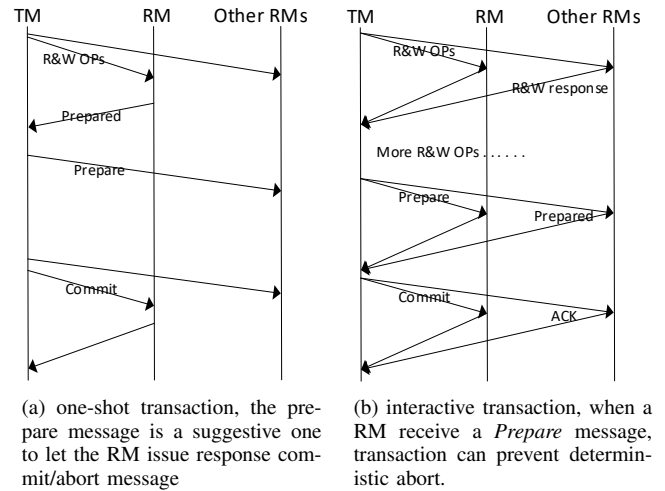 TM RM Other RMs
R&W OPs
Prepared
Prepare
Commit
TM RM Other RMs
R&W OPs
R&W response
More R&W OPs . . . . . .
Prepare
Prepared
Commit
ACK
(a) one-shot transaction, the pre-
pare message is a suggestive one
to let the RM issue response com-
mit/abort message
(b) interactive transaction, when a
RM receive a Prepare message,
transaction can prevent determin-
istic abort.